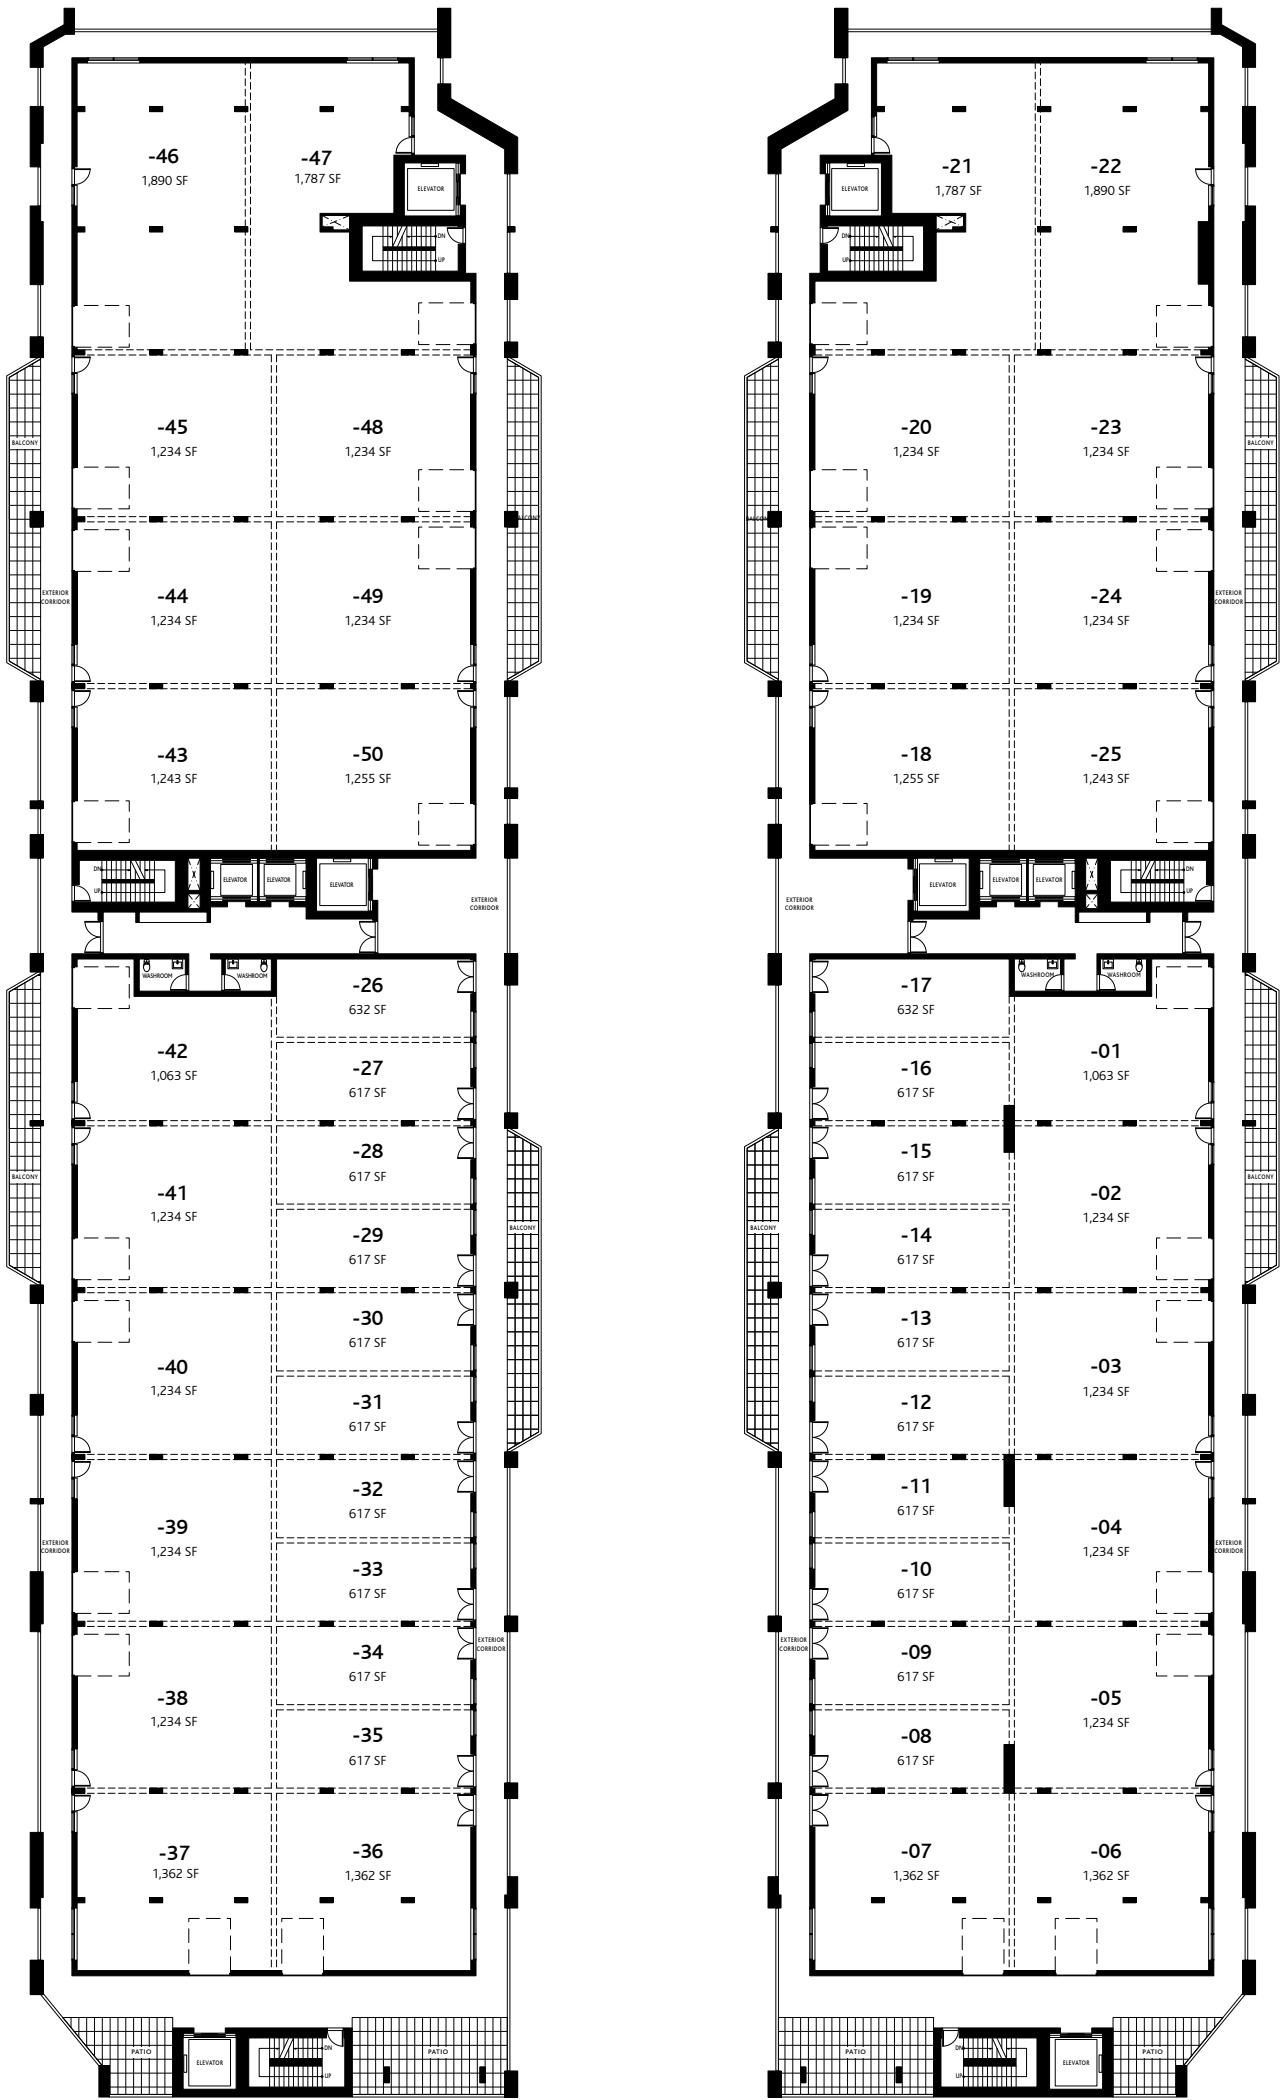 -46
1,890 SF
-47
1,787 SF
ELEVATOR
DN
UP
-45
1,234 SF
-48
1,234 SF
BALCONY
BALCONY
-44
1,234 SF
-49
1,234 SF
EXTERIOR
CORRIDOR
-43
1,243 SF
-50
1,255 SF
DN
UP
ELEVATOR
ELEVATOR
ELEVATOR
EXTERIOR
CORRIDOR
WASHROOM
WASHROOM
-26
632 SF
-42
1,063 SF
-27
617 SF
-28
617 SF
BALCONY
-41
1,234 SF
-29
617 SF
BALCONY
-30
617 SF
-40
1,234 SF
-31
617 SF
-32
617 SF
-39
1,234 SF
EXTERIOR
CORRIDOR
-33
617 SF
-34
617 SF
EXTERIOR
CORRIDOR
-38
1,234 SF
-35
617 SF
-37
1,362 SF
-36
1,362 SF
PATIO
ELEVATOR
DN
UP
PATIO
-21
1,787 SF
-22
1,890 SF
ELEVATOR
DN
UP
-20
1,234 SF
-23
1,234 SF
BALCONY
BALCONY
-19
1,234 SF
-24
1,234 SF
EXTERIOR
CORRIDOR
-18
1,255 SF
-25
1,243 SF
ELEVATOR
ELEVATOR
ELEVATOR
DN
UP
EXTERIOR
CORRIDOR
WASHROOM
WASHROOM
-17
632 SF
-01
1,063 SF
-16
617 SF
-15
617 SF
BALCONY
-02
1,234 SF
-14
617 SF
BALCONY
-13
617 SF
-03
1,234 SF
-12
617 SF
-11
617 SF
-04
1,234 SF
EXTERIOR
CORRIDOR
-10
617 SF
-09
617 SF
EXTERIOR
CORRIDOR
-05
1,234 SF
-08
617 SF
-07
1,362 SF
-06
1,362 SF
PATIO
DN
UP
ELEVATOR
PATIO